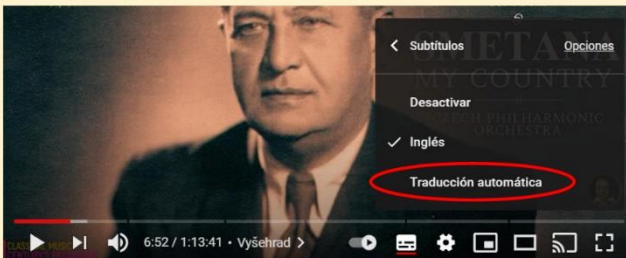 Subtítulos
Opciones
SMETANA
MY COUNTRY
CZECH PHILHARMONIC
ORCHESTRA
Desactivar
Inglés
Traducción automática
6:52 / 1:13:41 • Vyšehrad >